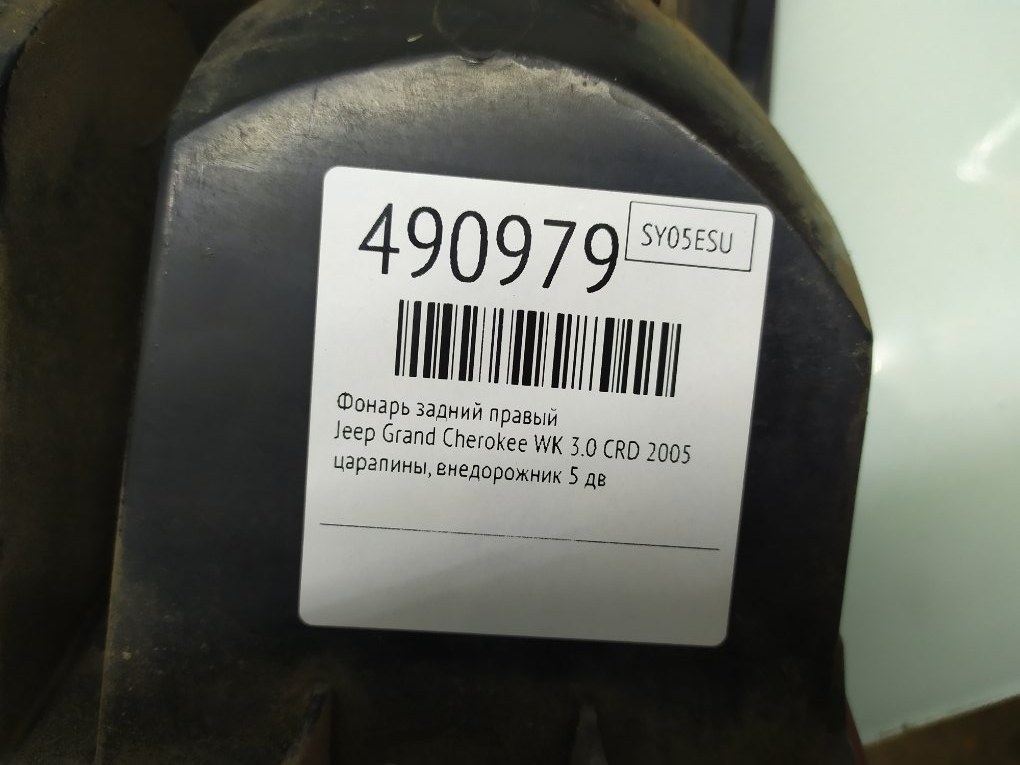 490979
SY05ESU
Фонарь задний правый
Jeep Grand Cherokee WK 3.0 CRD 2005
царапины, внедорожник 5 дв